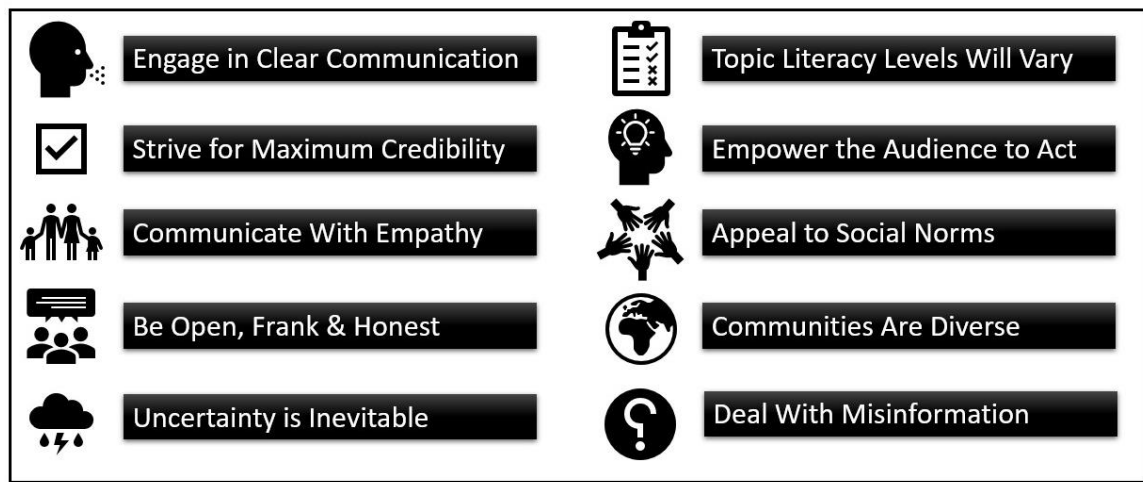 Engage in Clear Communication
Strive for Maximum Credibility
Communicate With Empathy
Be Open, Frank & Honest
Uncertainty is Inevitable
Topic Literacy Levels Will Vary
Empower the Audience to Act
Appeal to Social Norms
Communities Are Diverse
Deal With Misinformation